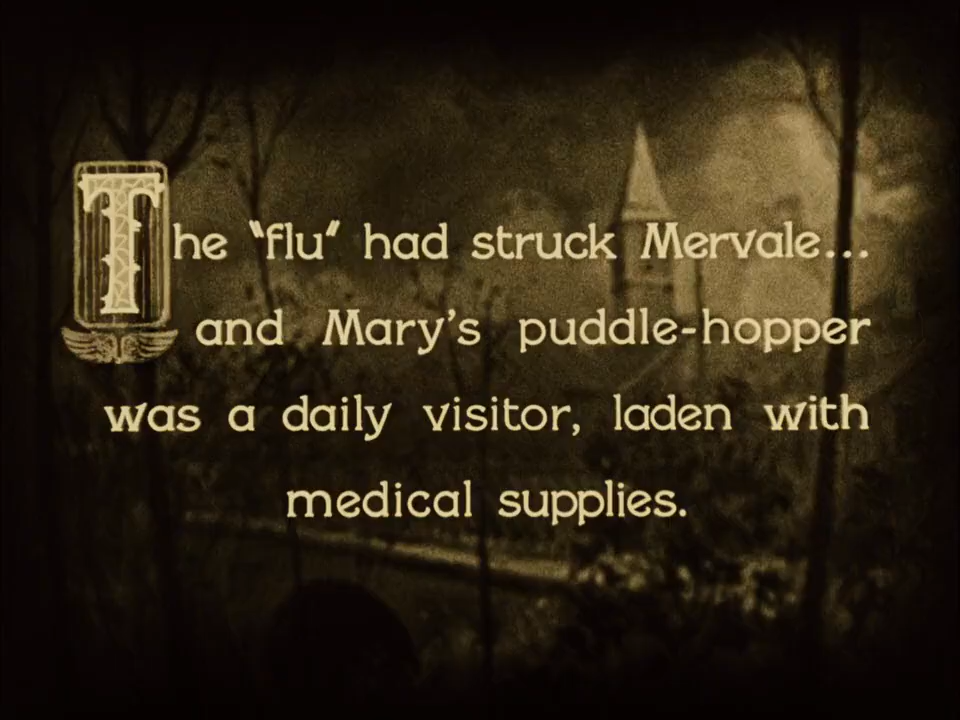 The "flu" had struck Mervale...
and Mary's puddle-hopper
was a daily visitor, laden with
medical supplies.